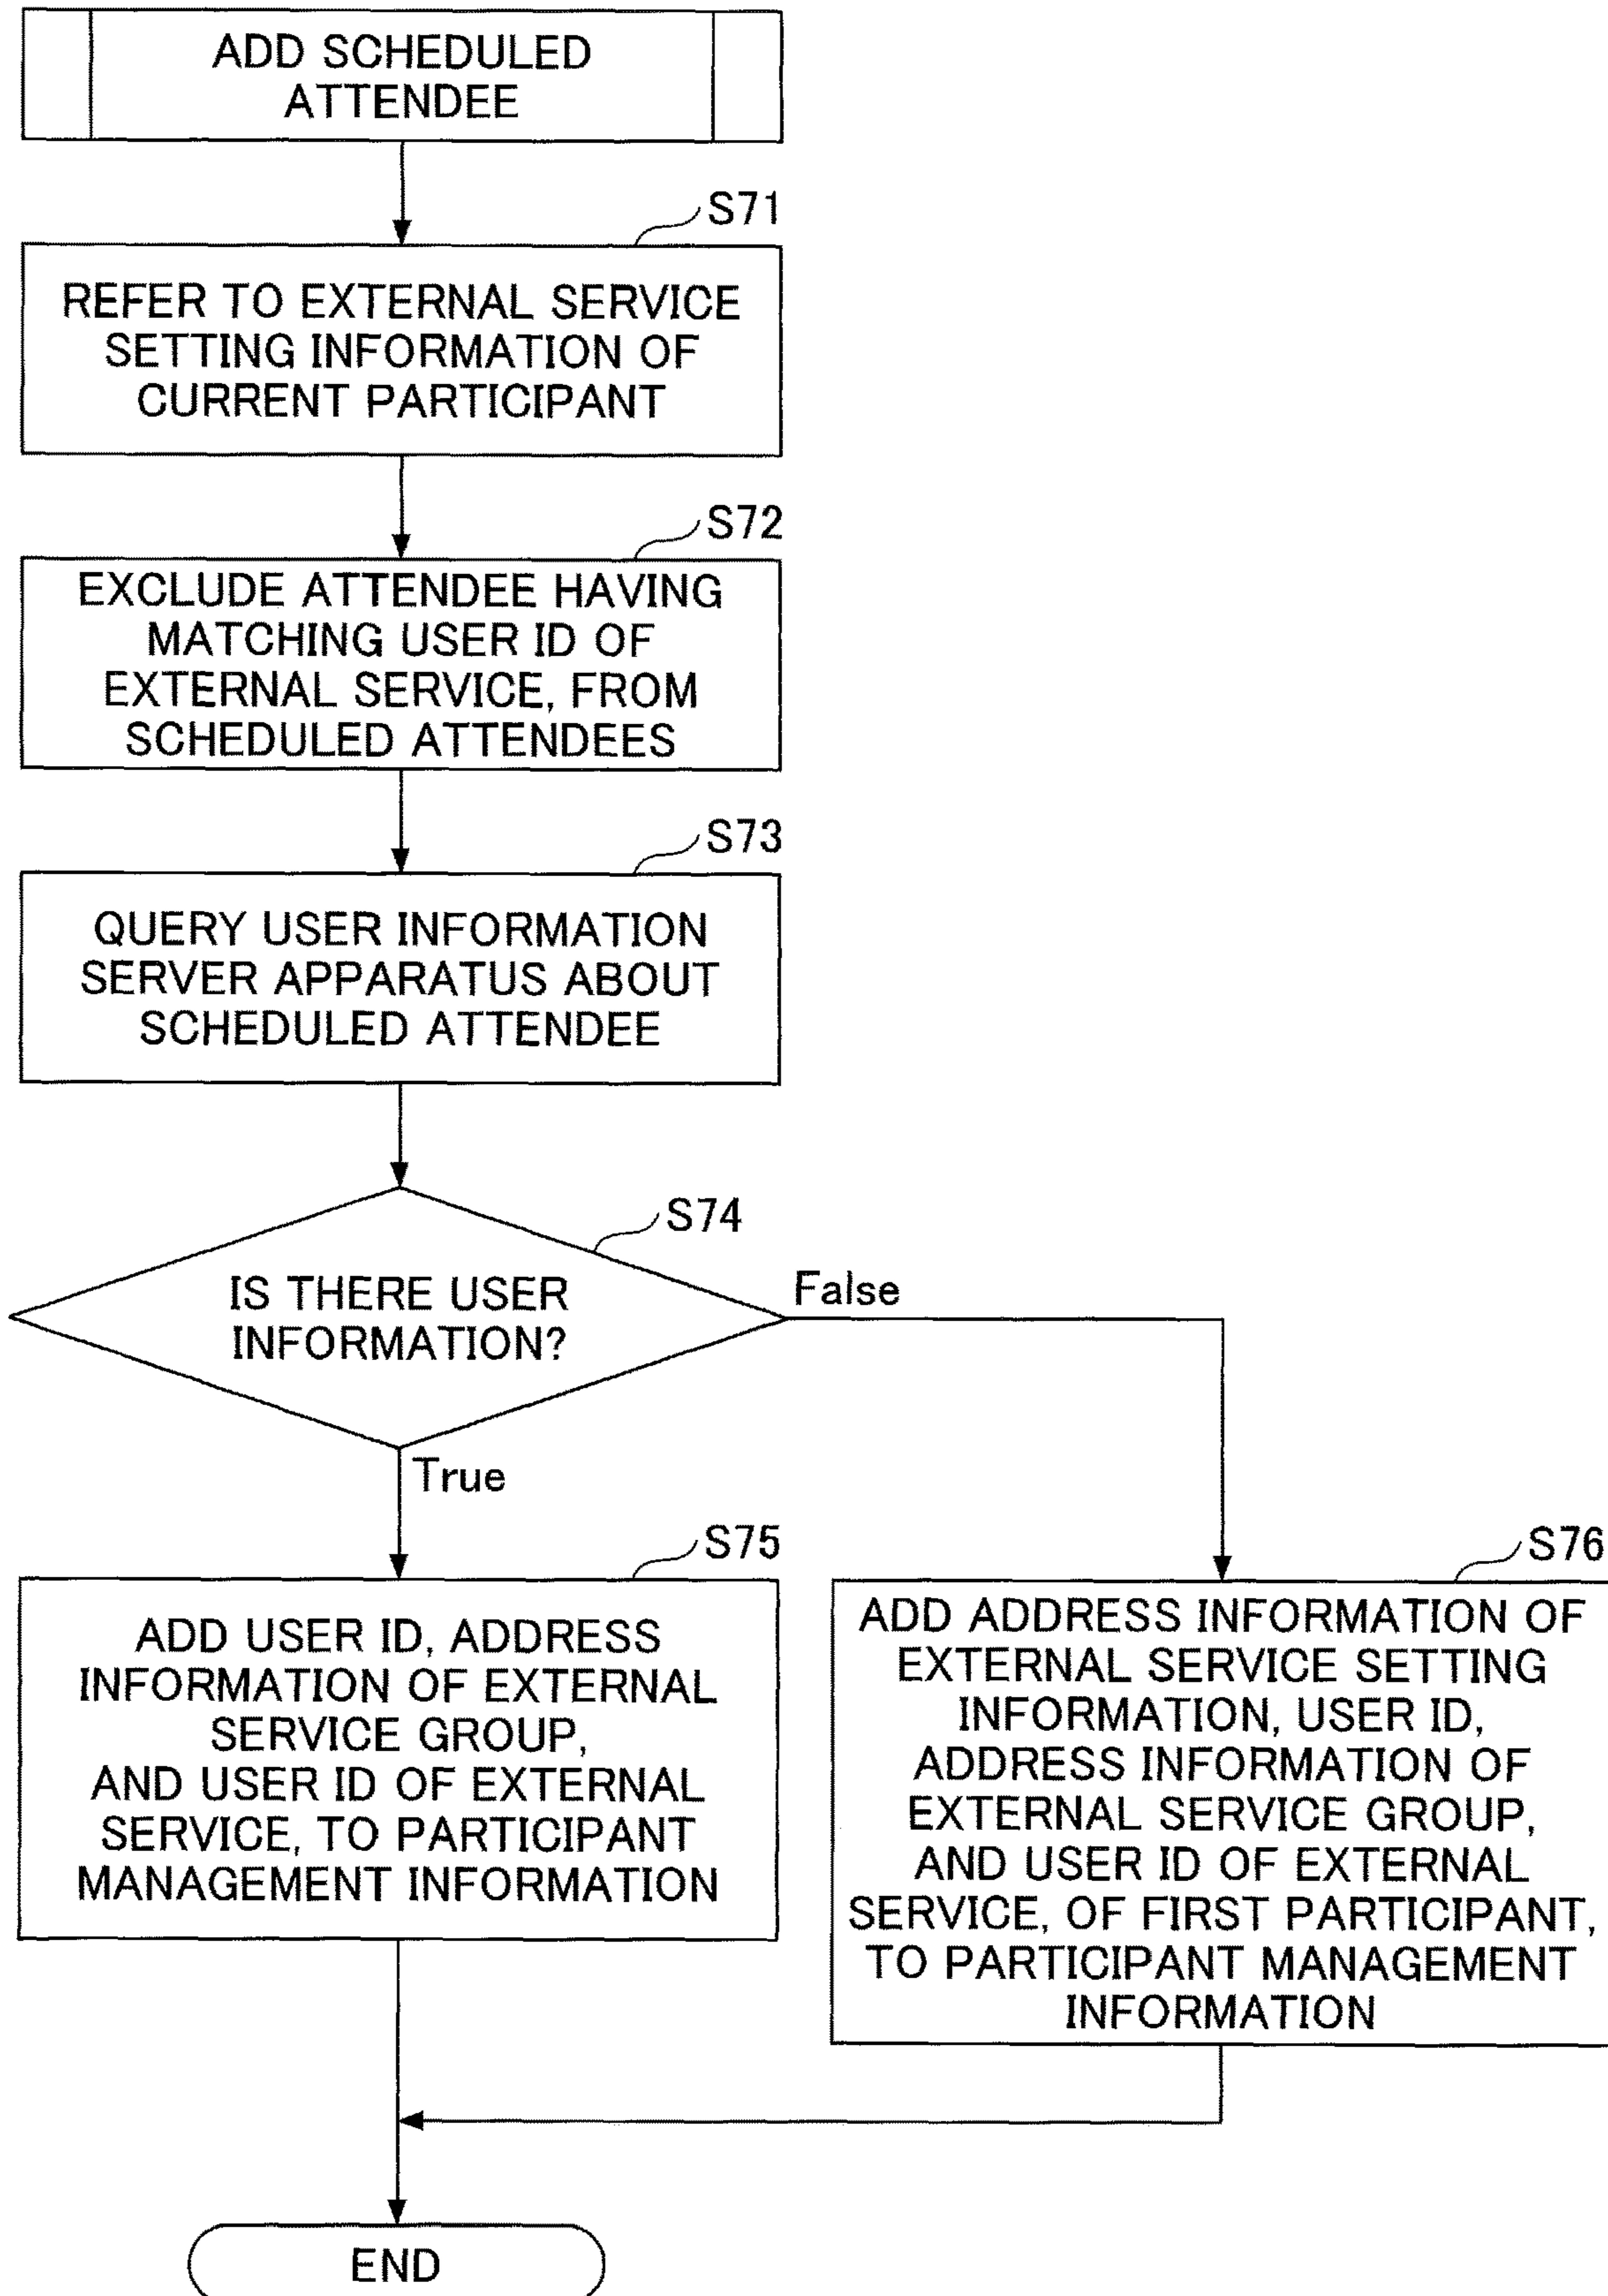 ADD SCHEDULED
ATTENDEE
S71
REFER TO EXTERNAL SERVICE
SETTING INFORMATION OF
CURRENT PARTICIPANT
S72
EXCLUDE ATTENDEE HAVING
MATCHING USER ID OF
EXTERNAL SERVICE, FROM
SCHEDULED ATTENDEES
S73
QUERY USER INFORMATION
SERVER APPARATUS ABOUT
SCHEDULED ATTENDEE
S74
IS THERE USER
INFORMATION?
False
True
S75
ADD USER ID, ADDRESS
INFORMATION OF EXTERNAL
SERVICE GROUP,
AND USER ID OF EXTERNAL
SERVICE, TO PARTICIPANT
MANAGEMENT INFORMATION
S76
ADD ADDRESS INFORMATION OF
EXTERNAL SERVICE SETTING
INFORMATION, USER ID,
ADDRESS INFORMATION OF
EXTERNAL SERVICE GROUP,
AND USER ID OF EXTERNAL
SERVICE, OF FIRST PARTICIPANT,
TO PARTICIPANT MANAGEMENT
INFORMATION
END